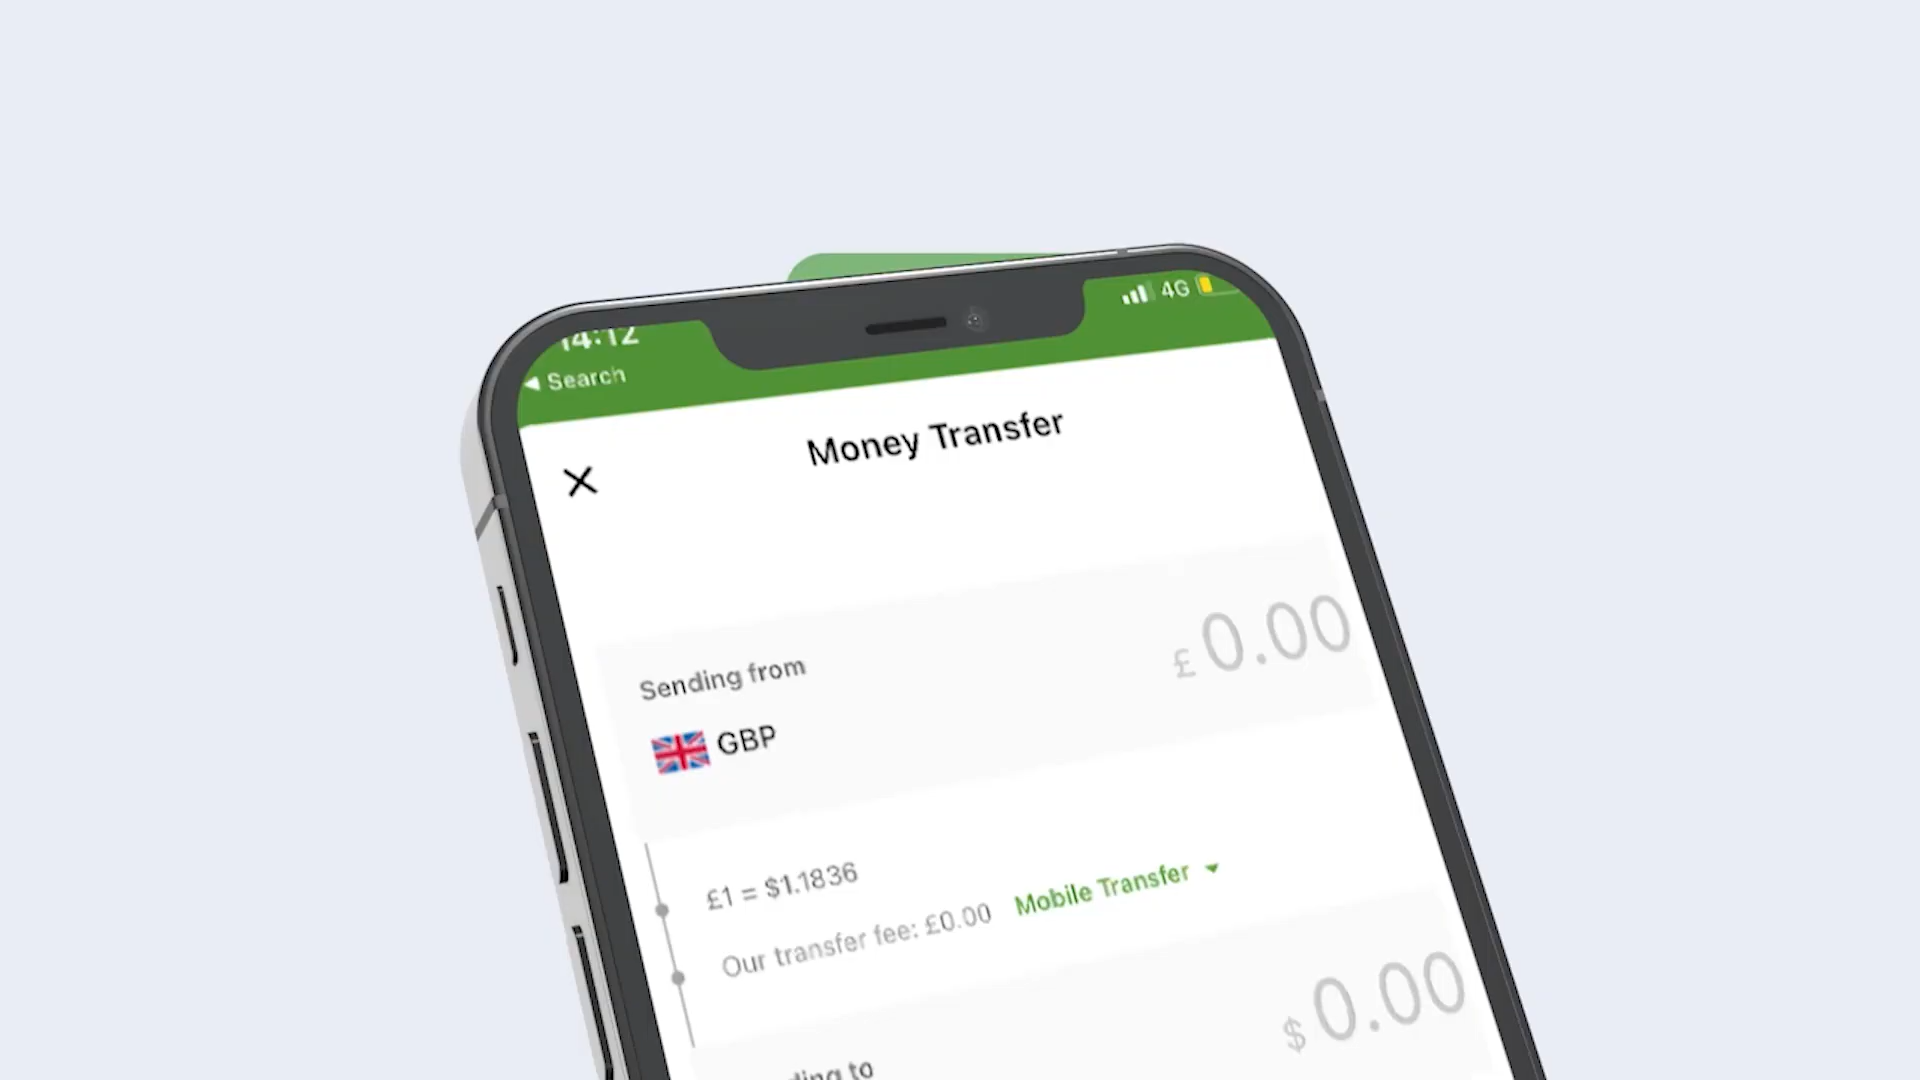 14:12
4G
◀ Search
Money Transfer
Sending from
£0.00
GBP
£1 = $1.1836
Our transfer fee: £0.00 Mobile Transfer
$0.00
to